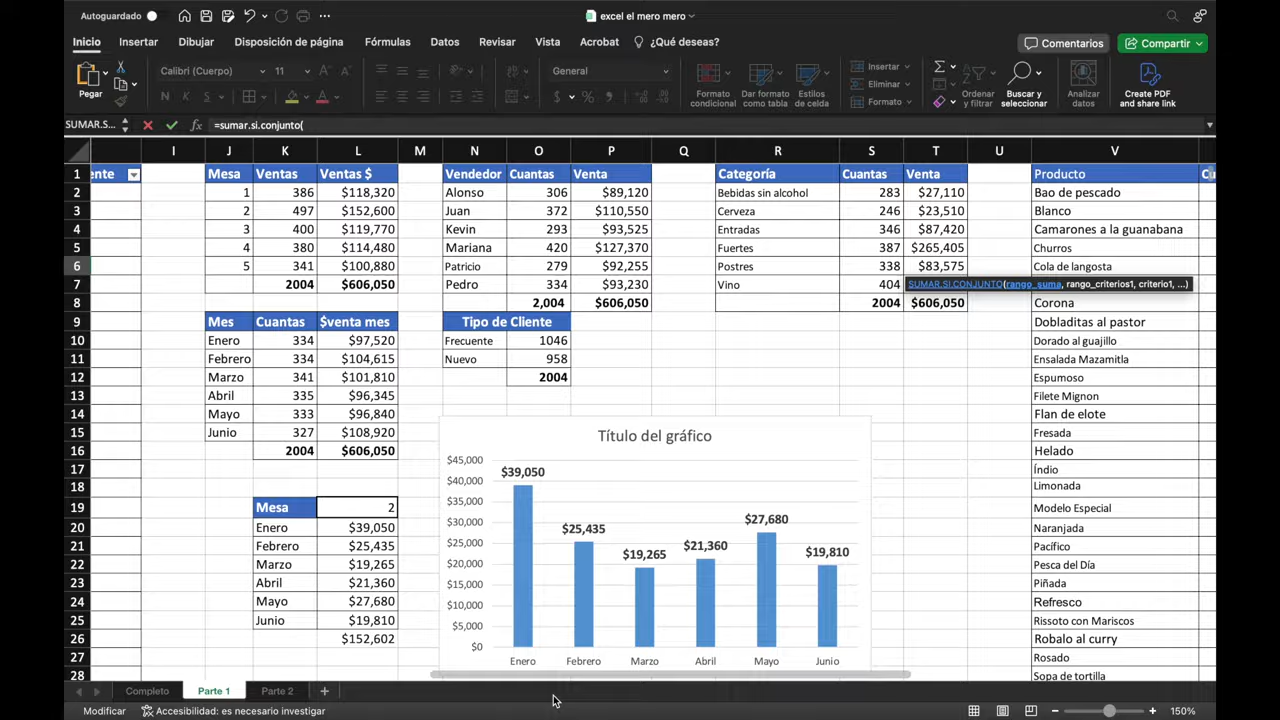 Autoguardado
excel el mero mero
Inicio Insertar Dibujar Disposición de página Fórmulas Datos Revisar Vista Acrobat ¿Qué deseas? Comentarios Compartir
Pegar Calibri (Cuerpo) 11 General Formato condicional Dar formato como tabla Estilos de celda Insertar Eliminar Formato Ordenar y filtrar Buscar y seleccionar Analizar datos Create PDF and share link
N K S
SUMAR.S... fx =sumar.si.conjunto(
I J K L M N O P Q R S T U V
1 ente Mesa Ventas Ventas $ Vendedor Cuantas Venta Categoría Cuantas Venta Producto
2 1 386 $118,320 Alonso 306 $89,120 Bebidas sin alcohol 283 $27,110 Bao de pescado
3 2 497 $152,600 Juan 372 $110,550 Cerveza 246 $23,510 Blanco
4 3 400 $119,770 Kevin 293 $93,525 Entradas 346 $87,420 Camarones a la guanabana
5 4 380 $114,480 Mariana 420 $127,370 Fuertes 387 $265,405 Churros
6 5 341 $100,880 Patricio 279 $92,255 Postres 338 $83,575 Cola de langosta
7 2004 $606,050 Pedro 334 $93,230 Vino 404 SUMAR.SI.CONJUNTO(rango_suma, rango_criterios1, criterio1, ...)
8 2,004 $606,050 2004 $606,050 Corona
9 Mes Cuantas $venta mes Tipo de Cliente Dobladitas al pastor
10 Enero 334 $97,520 Frecuente 1046 Dorado al guajillo
11 Febrero 334 $104,615 Nuevo 958 Ensalada Mazamitla
12 Marzo 341 $101,810 2004 Espumoso
13 Abril 335 $96,345 Filete Mignon
14 Mayo 333 $96,840 Flan de elote
15 Junio 327 $108,920 Fresada
16 2004 $606,050 Helado
17 Índio
18 Limonada
19 Mesa 2 Modelo Especial
20 Enero $39,050 Naranjada
21 Febrero $25,435 Pacífico
22 Marzo $19,265 Pesca del Día
23 Abril $21,360 Piñada
24 Mayo $27,680 Refresco
25 Junio $19,810 Rissoto con Mariscos
26 $152,602 Robalo al curry
27 Rosado
28 Sopa de tortilla
Título del gráfico
$45,000
$40,000
$35,000
$30,000
$25,000
$20,000
$15,000
$10,000
$5,000
$0
$39,050 $25,435 $19,265 $21,360 $27,680 $19,810
Enero Febrero Marzo Abril Mayo Junio
Completo Parte 1 Parte 2
Modificar Accesibilidad: es necesario investigar 150%